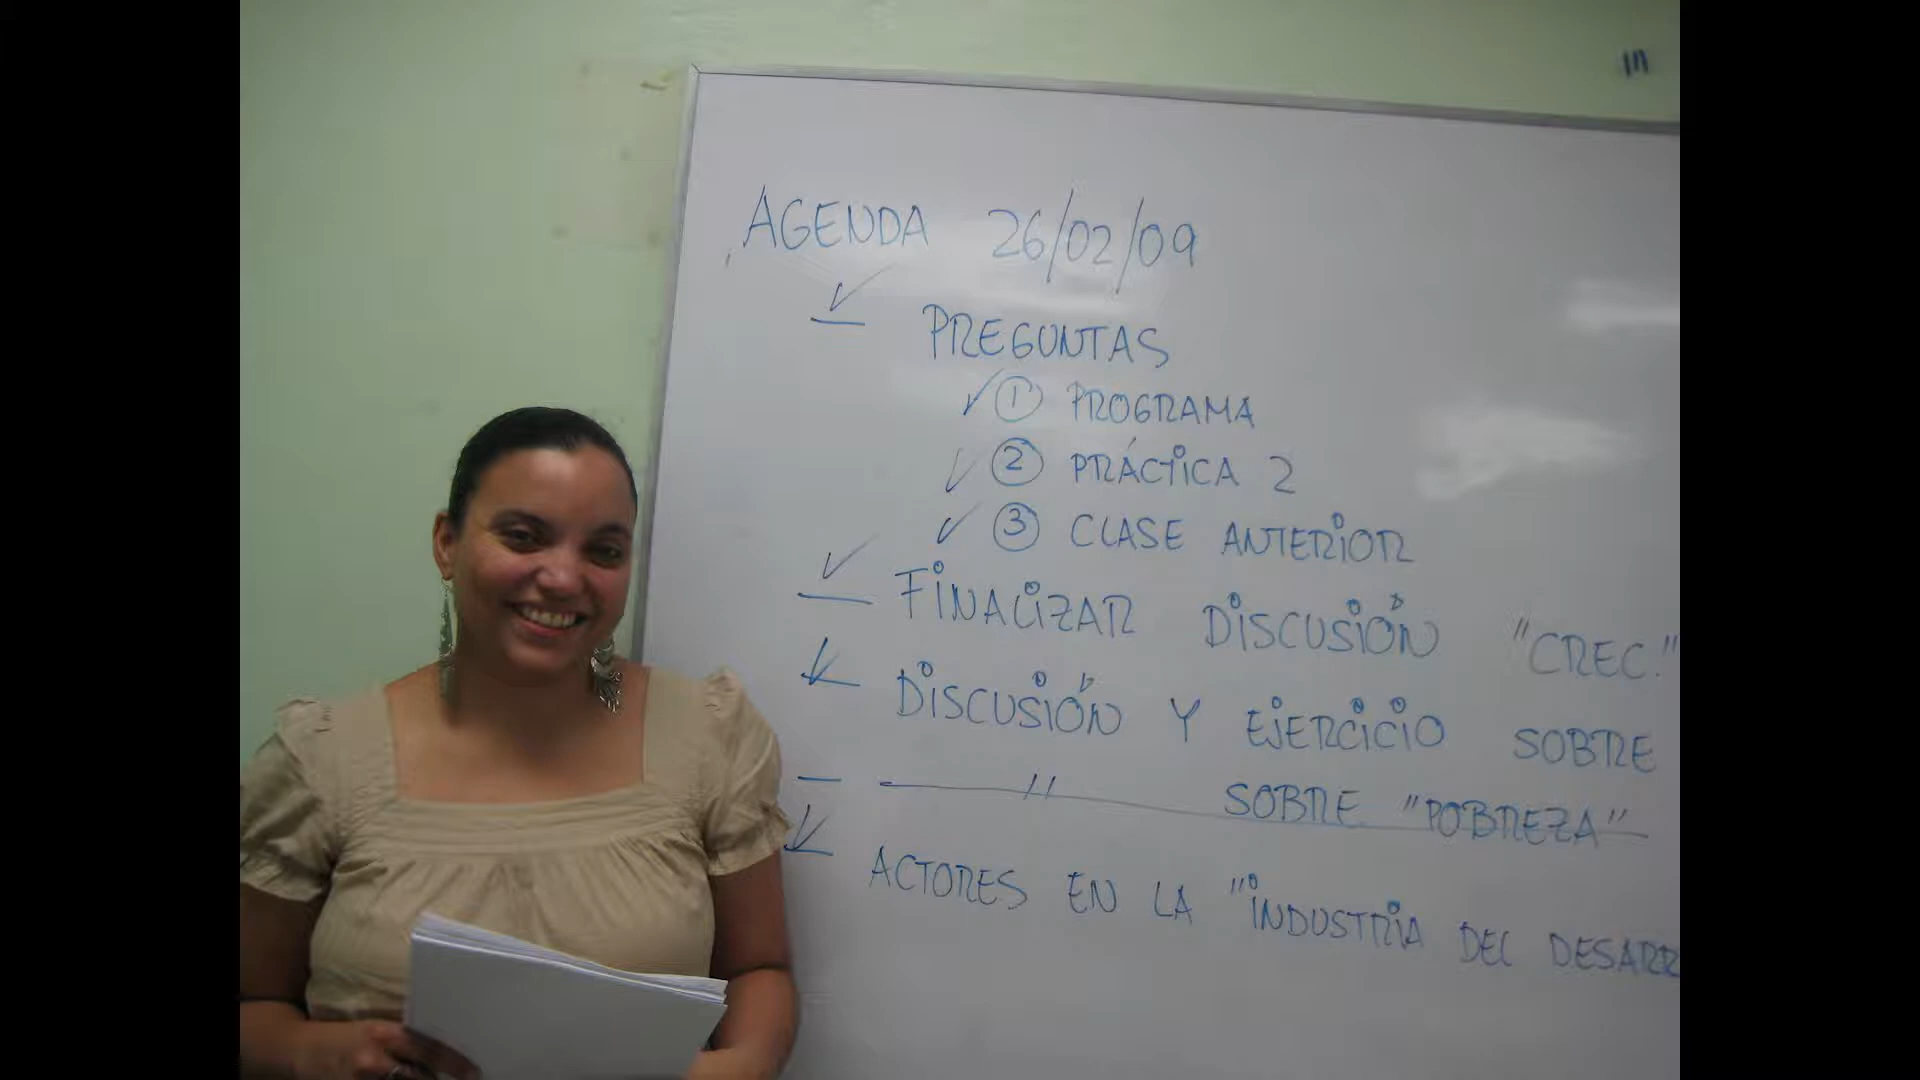 AGENDA 26/02/09
— PREGUNTAS
① PROGRAMA
② PRÁCTICA 2
③ CLASE ANTERIOR
— FINALIZAR DISCUSIÓN "CREC."
— DISCUSIÓN Y EJERCICIO SOBRE
— — " SOBRE "POBREZA"
— ACTORES EN LA "INDUSTRIA DEL DESARR